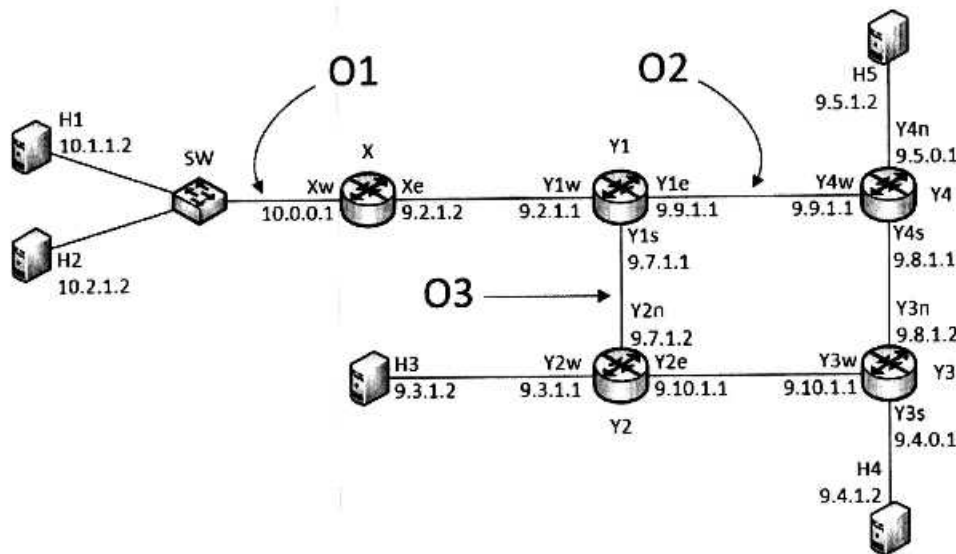 O1
O2
H5
9.5.1.2
H1
10.1.1.2
SW
X
Y1
Y4n
9.5.0.1
Xw
Xe
Y1w
Y1e
Y4w
Y4
10.0.0.1
9.2.1.2
9.2.1.1
9.9.1.1
9.9.1.1
H2
10.2.1.2
Y1s
9.7.1.1
Y4s
9.8.1.1
O3
Y2n
9.7.1.2
Y3n
9.8.1.2
H3
9.3.1.2
Y2w
9.3.1.1
Y2e
9.10.1.1
Y3w
9.10.1.1
Y3
Y2
Y3s
9.4.0.1
H4
9.4.1.2